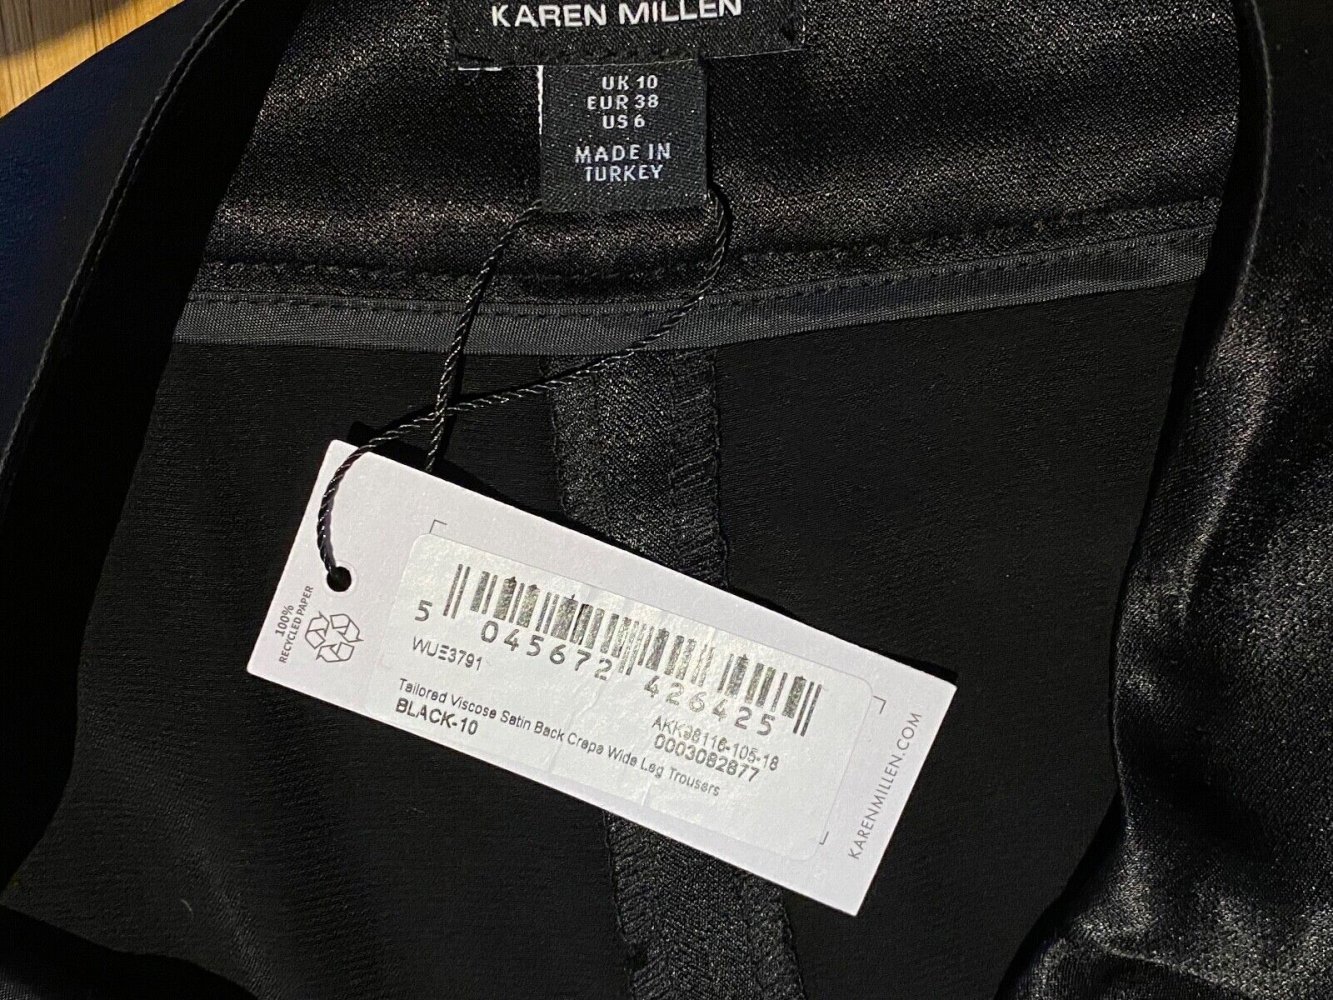 KAREN MILLEN
UK 10
EUR 38
US 6
MADE IN
TURKEY
100%
RECYCLED PAPER
5 045672 426425
WUE3791
AKK98116-105-18
0003082877
Tailored Viscose Satin Back Crepe Wide Leg Trousers
BLACK-10
KARENMILLEN.COM